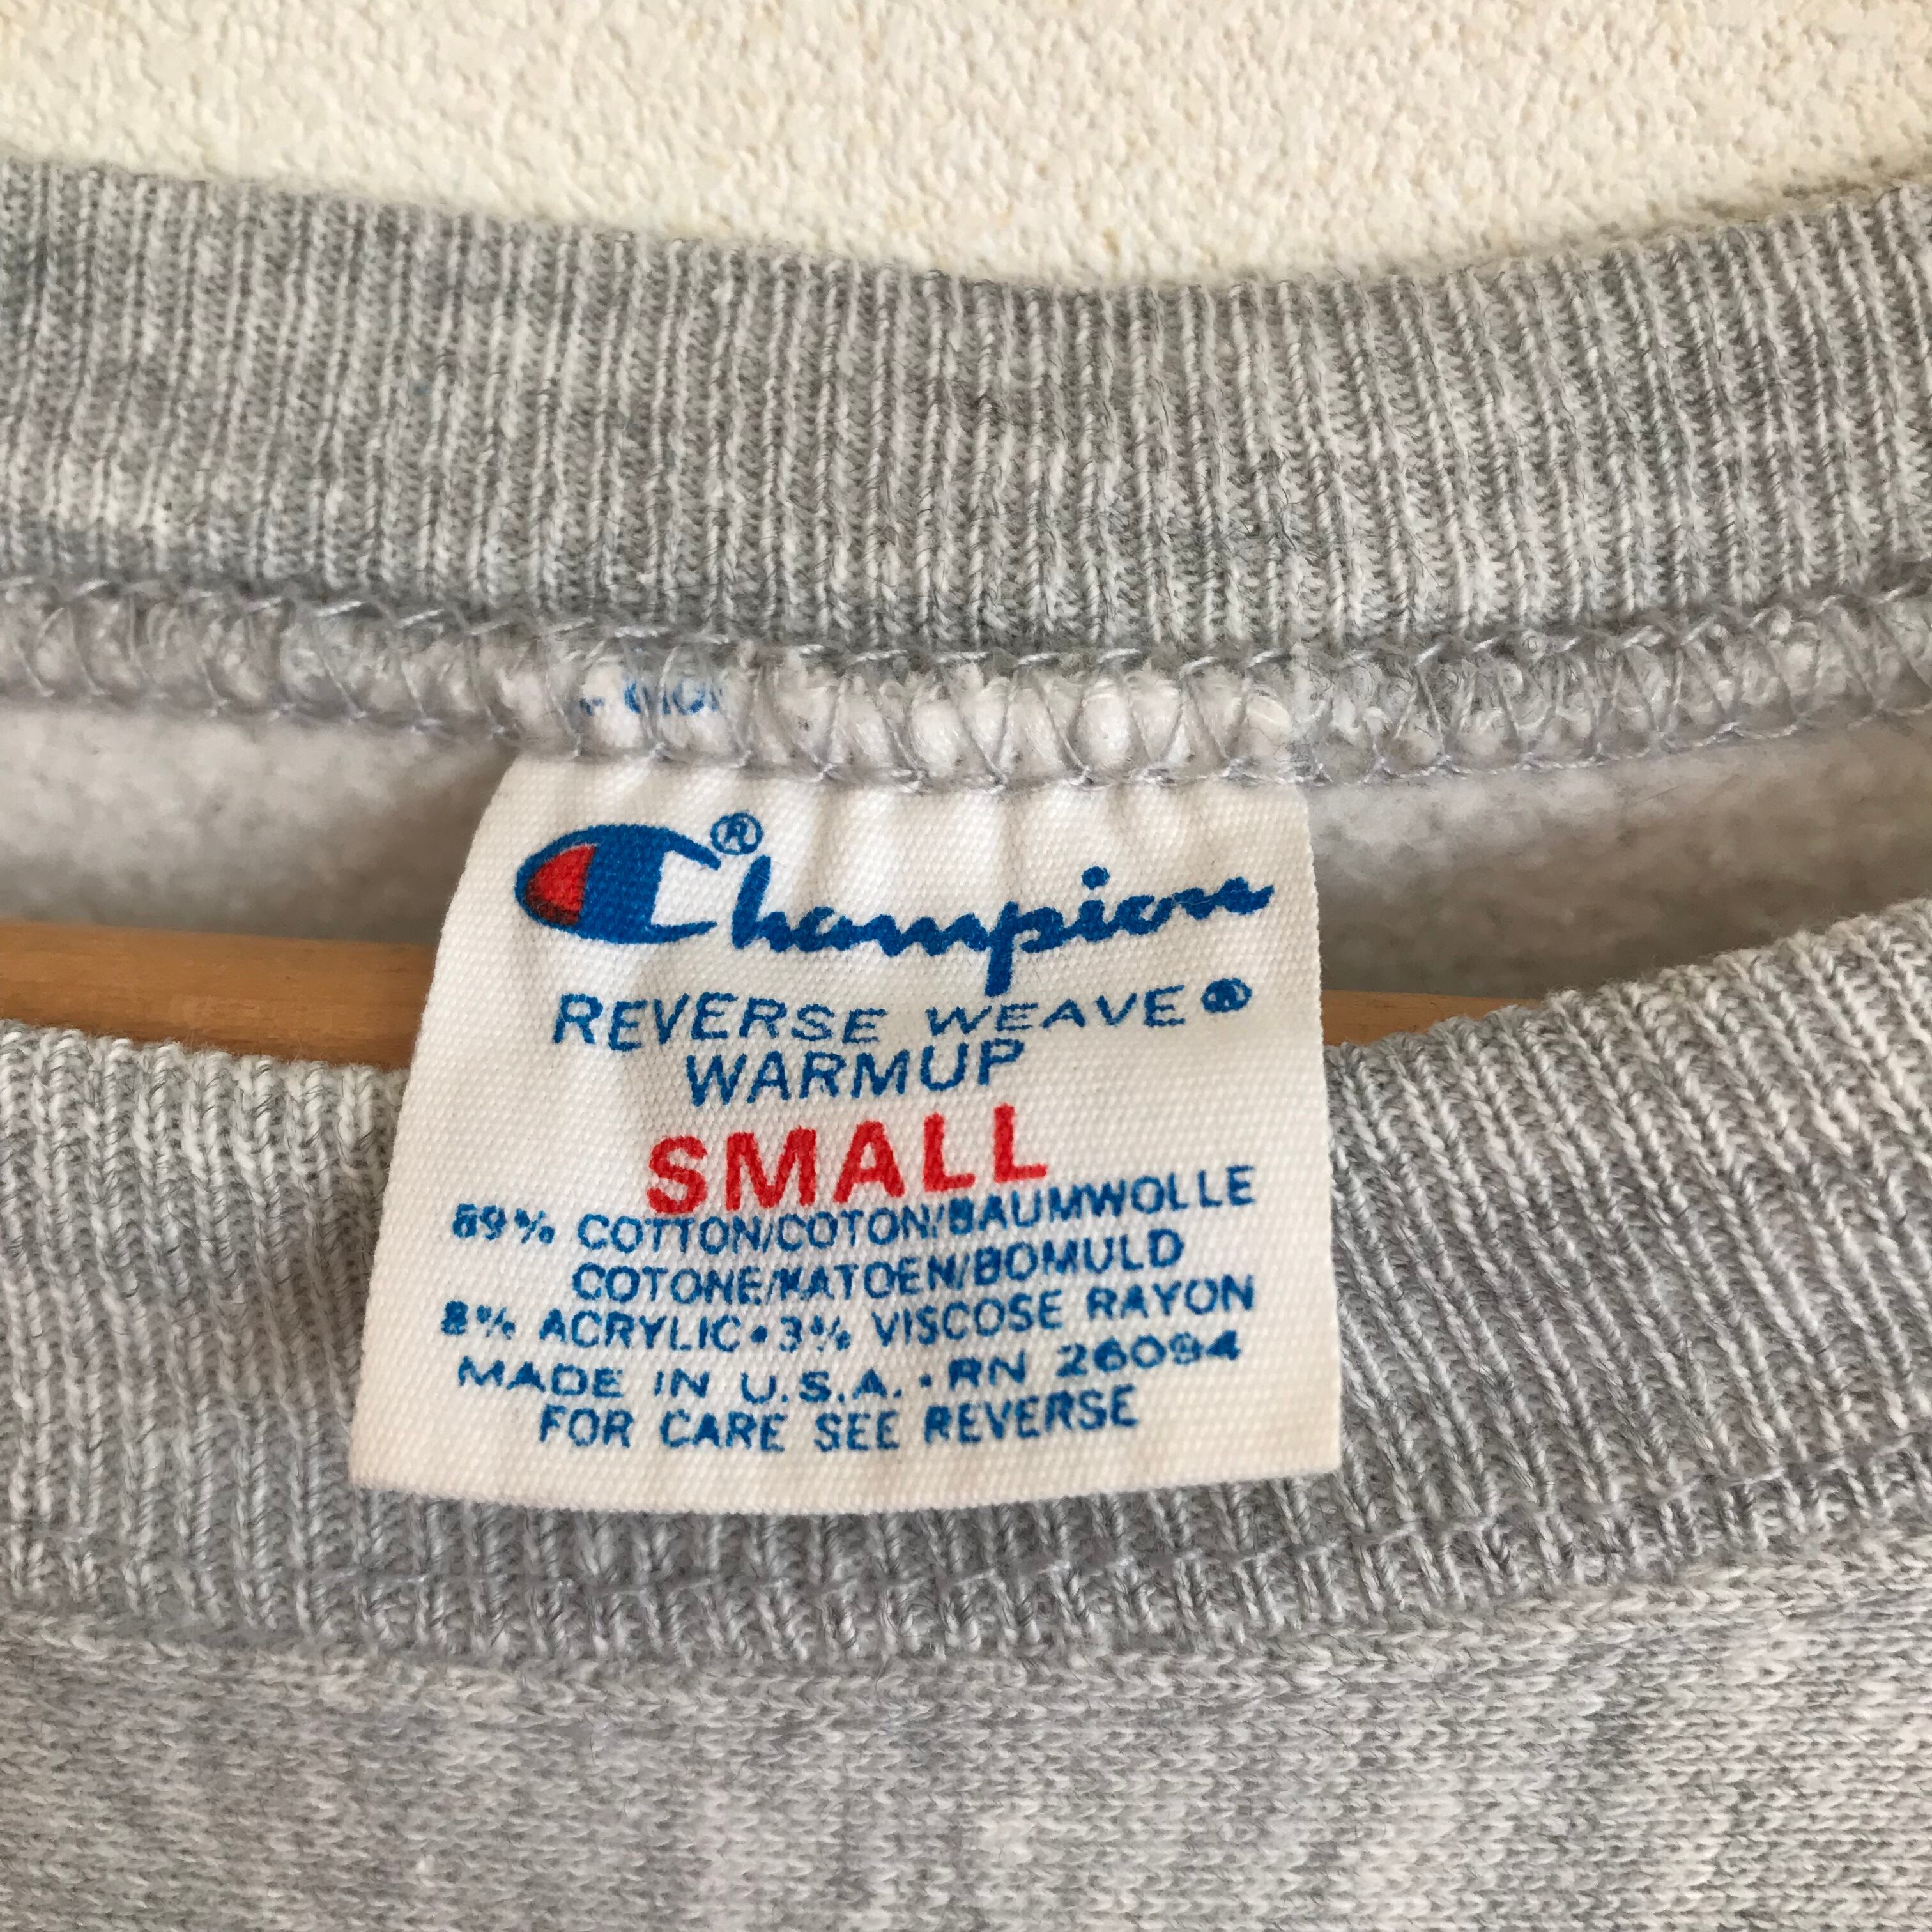 Champion®
REVERSE WEAVE®
WARMUP
SMALL
89% COTTON/COTON/BAUMWOLLE
COTONE/KATOEN/BOMULD
8% ACRYLIC•3% VISCOSE RAYON
MADE IN U.S.A.•RN 26094
FOR CARE SEE REVERSE